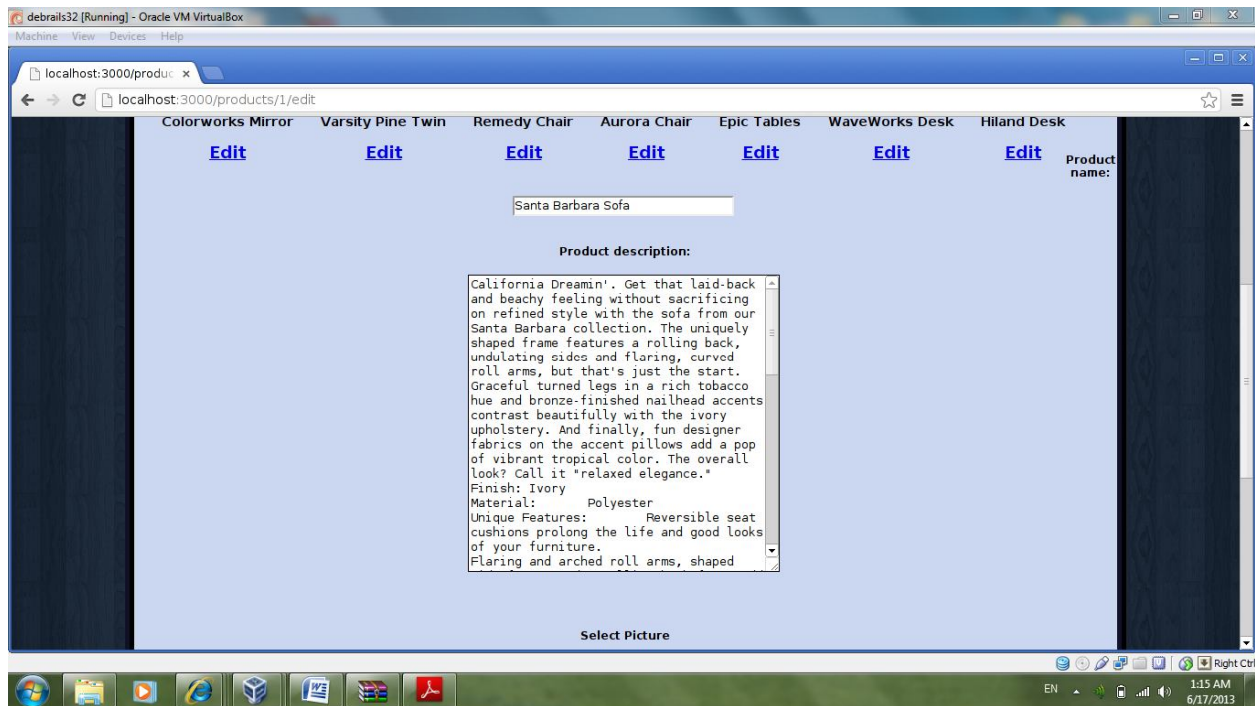 debrails32 [Running] - Oracle VM VirtualBox
Machine View Devices Help
localhost:3000/produc
localhost:3000/products/1/edit
Colorworks Mirror Varsity Pine Twin Remedy Chair Aurora Chair Epic Tables WaveWorks Desk Hiland Desk
Edit Edit Edit Edit Edit Edit Edit
Product
name:
Santa Barbara Sofa
Product description:
California Dreamin'. Get that laid-back
and beachy feeling without sacrificing
on refined style with the sofa from our
Santa Barbara collection. The uniquely
shaped frame features a rolling back,
undulating sides and flaring, curved
roll arms, but that's just the start.
Graceful turned legs in a rich tobacco
hue and bronze-finished nailhead accents
contrast beautifully with the ivory
upholstery. And finally, fun designer
fabrics on the accent pillows add a pop
of vibrant tropical color. The overall
look? Call it "relaxed elegance."
Finish: Ivory
Material: Polyester
Unique Features: Reversible seat
cushions prolong the life and good looks
of your furniture.
Flaring and arched roll arms, shaped
Select Picture
Right Ctrl
EN
1:15 AM
6/17/2013